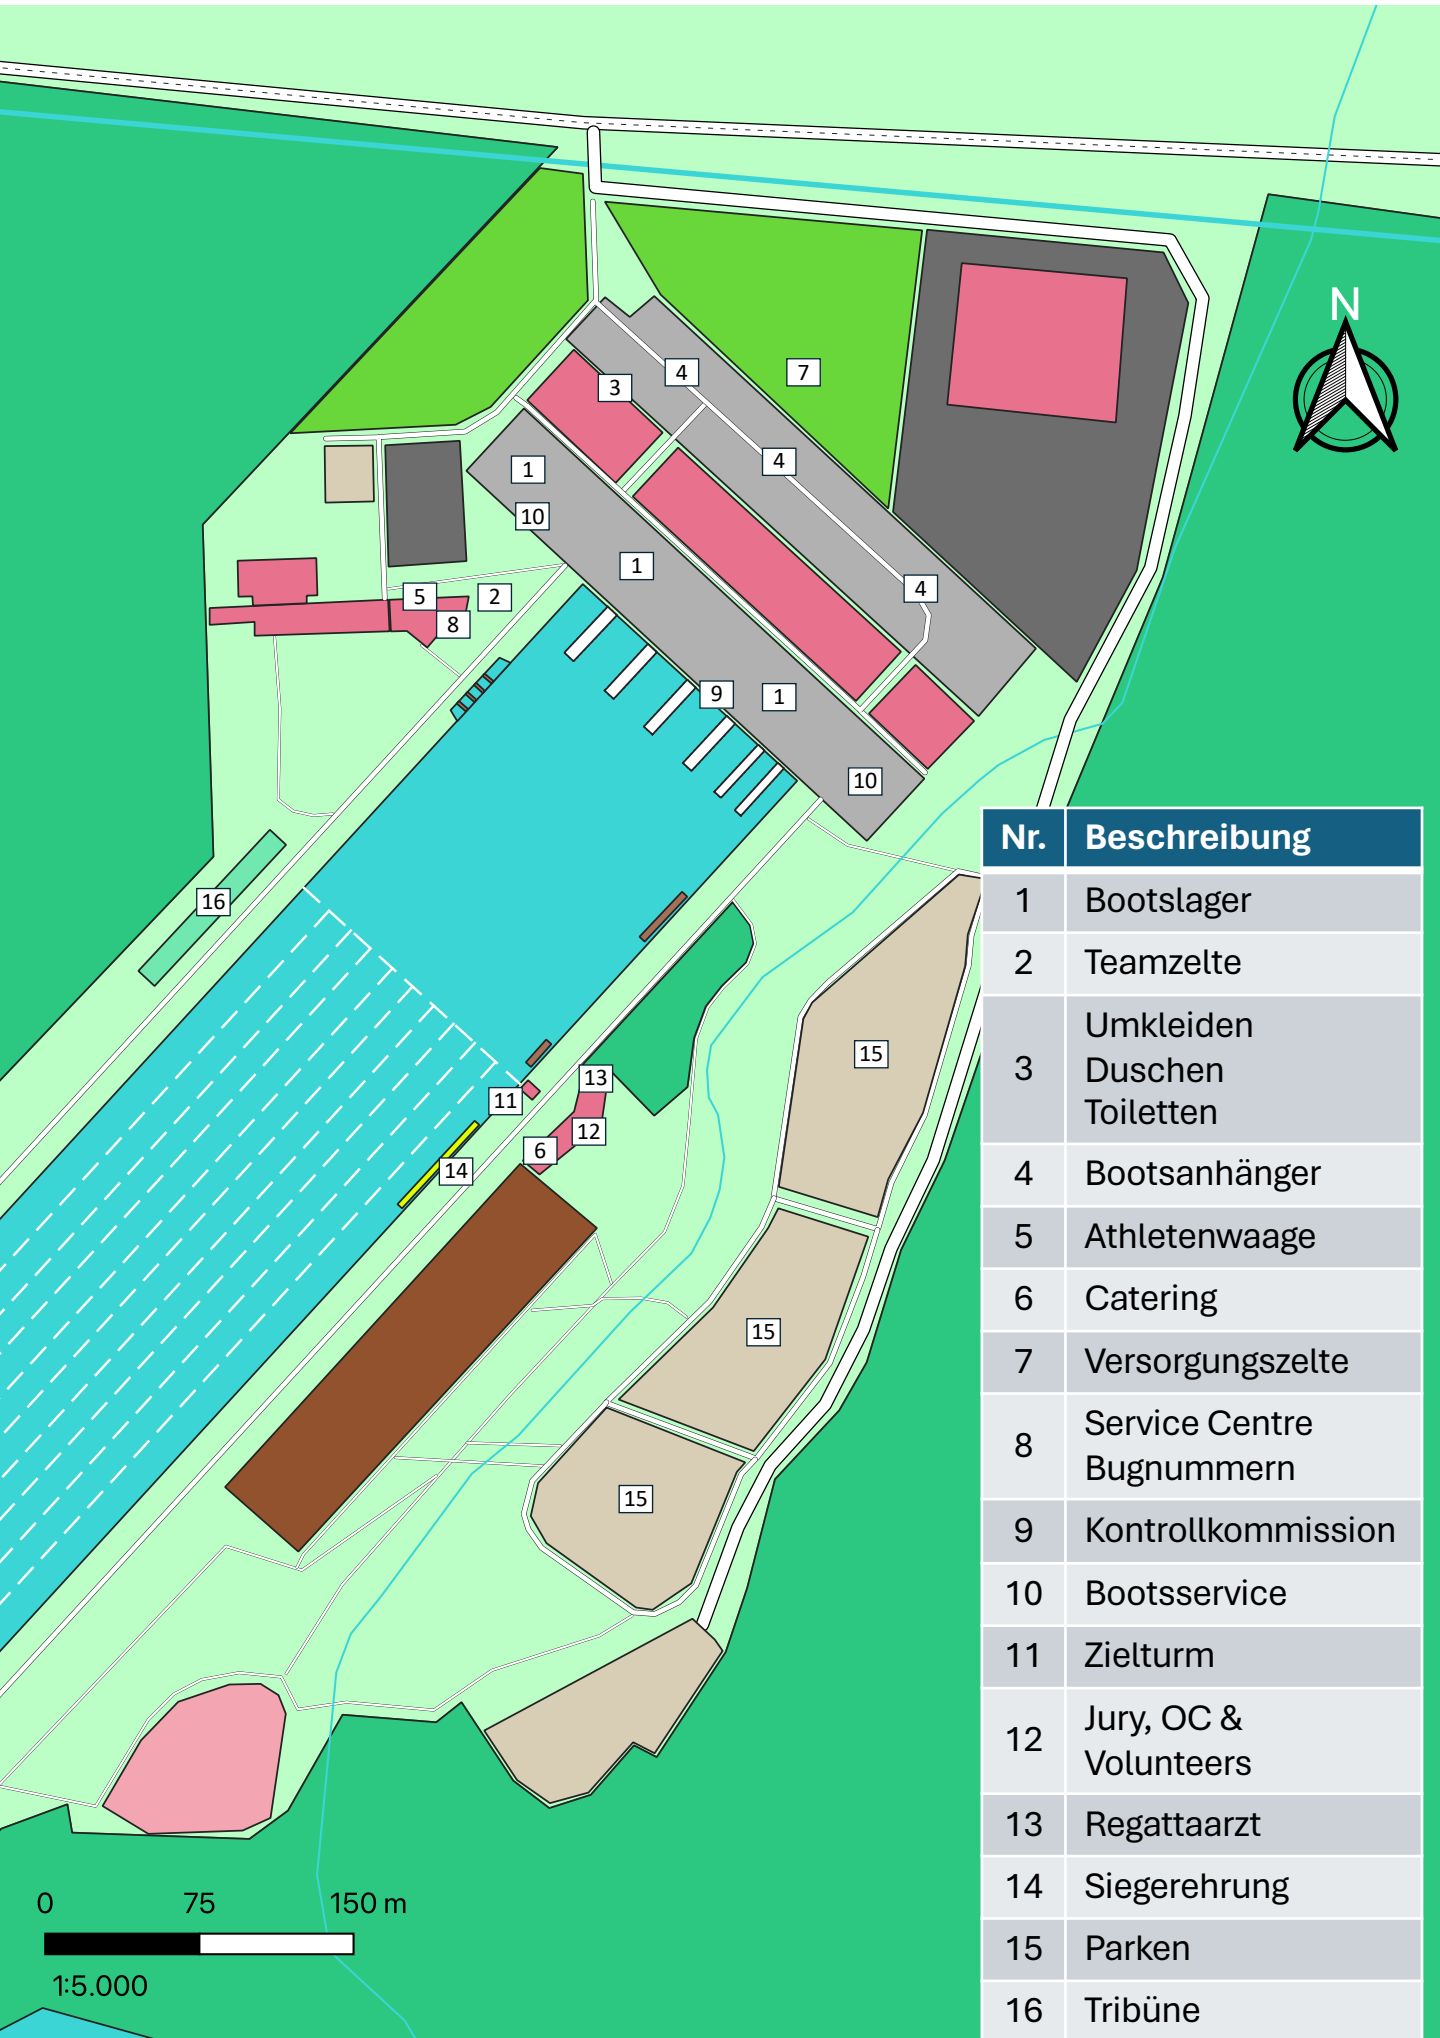 N
3
4
7
1
4
10
1
4
5
2
8
9
1
10
16
15
13
11
12
6
14
15
15
Nr. Beschreibung
1 Bootslager
2 Teamzelte
3 Umkleiden
Duschen
Toiletten
4 Bootsanhänger
5 Athletenwaage
6 Catering
7 Versorgungszelte
8 Service Centre
Bugnummern
9 Kontrollkommission
10 Bootsservice
11 Zielturm
12 Jury, OC &
Volunteers
13 Regattaarzt
14 Siegerehrung
15 Parken
16 Tribüne
0 75 150 m
1:5.000